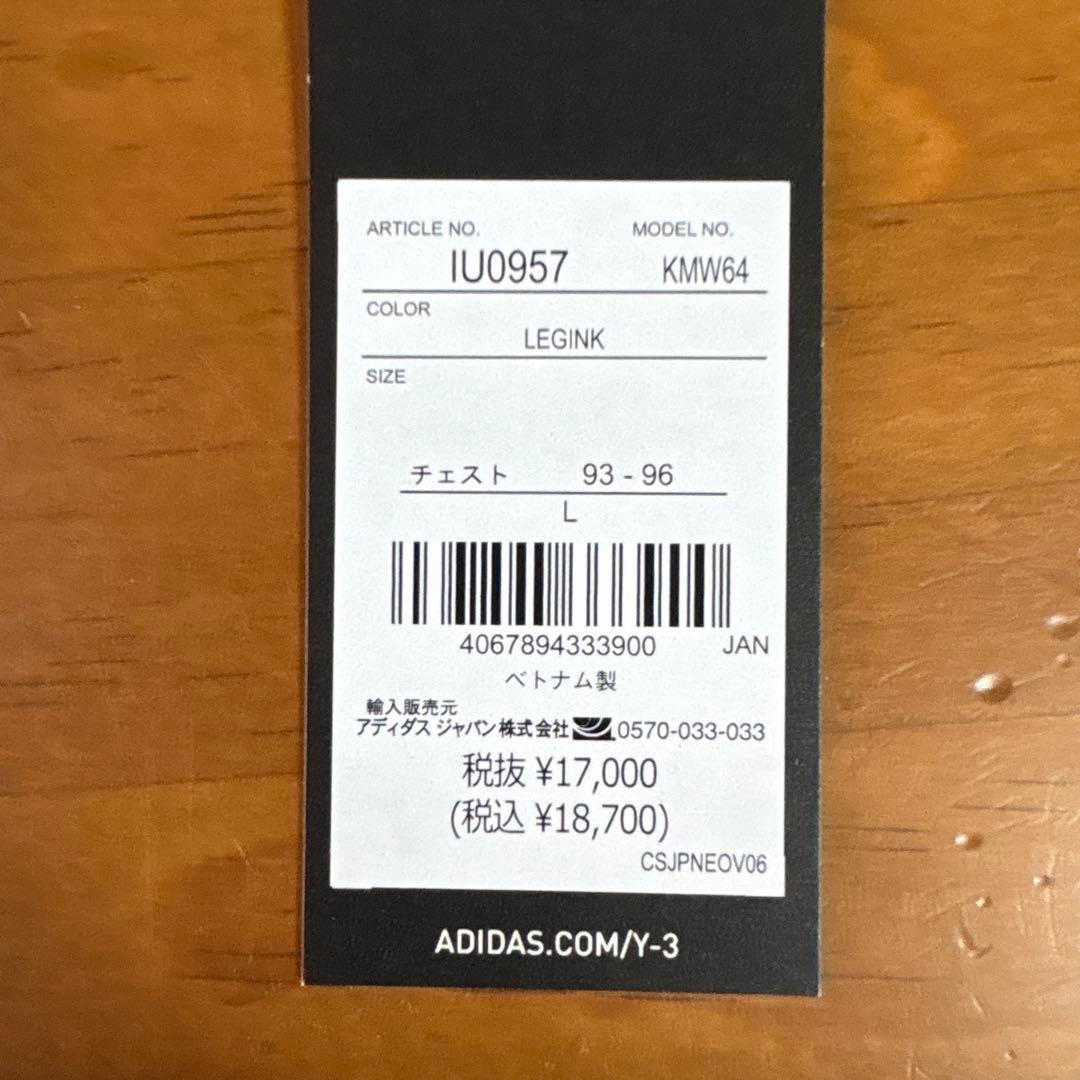 ARTICLE NO. MODEL NO.
IU0957 KMW64
COLOR
LEGINK
SIZE
チェスト 93 - 96
L
4067894333900 JAN
ベトナム製
輸入販売元
アディダス ジャパン株式会社 0570-033-033
税抜 ¥17,000
(税込 ¥18,700)
CSJPNEOV06
ADIDAS.COM/Y-3